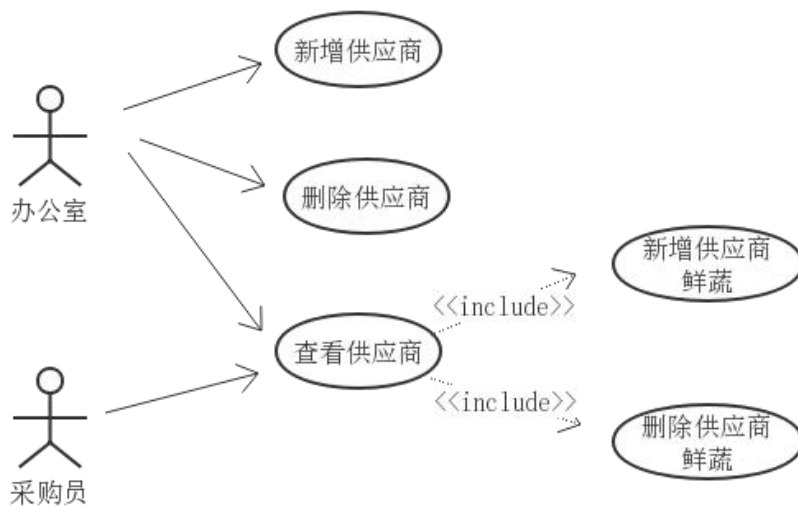 新增供应商
办公室
删除供应商
新增供应商
鲜蔬
<<include>>
查看供应商
<<include>>
删除供应商
鲜蔬
采购员